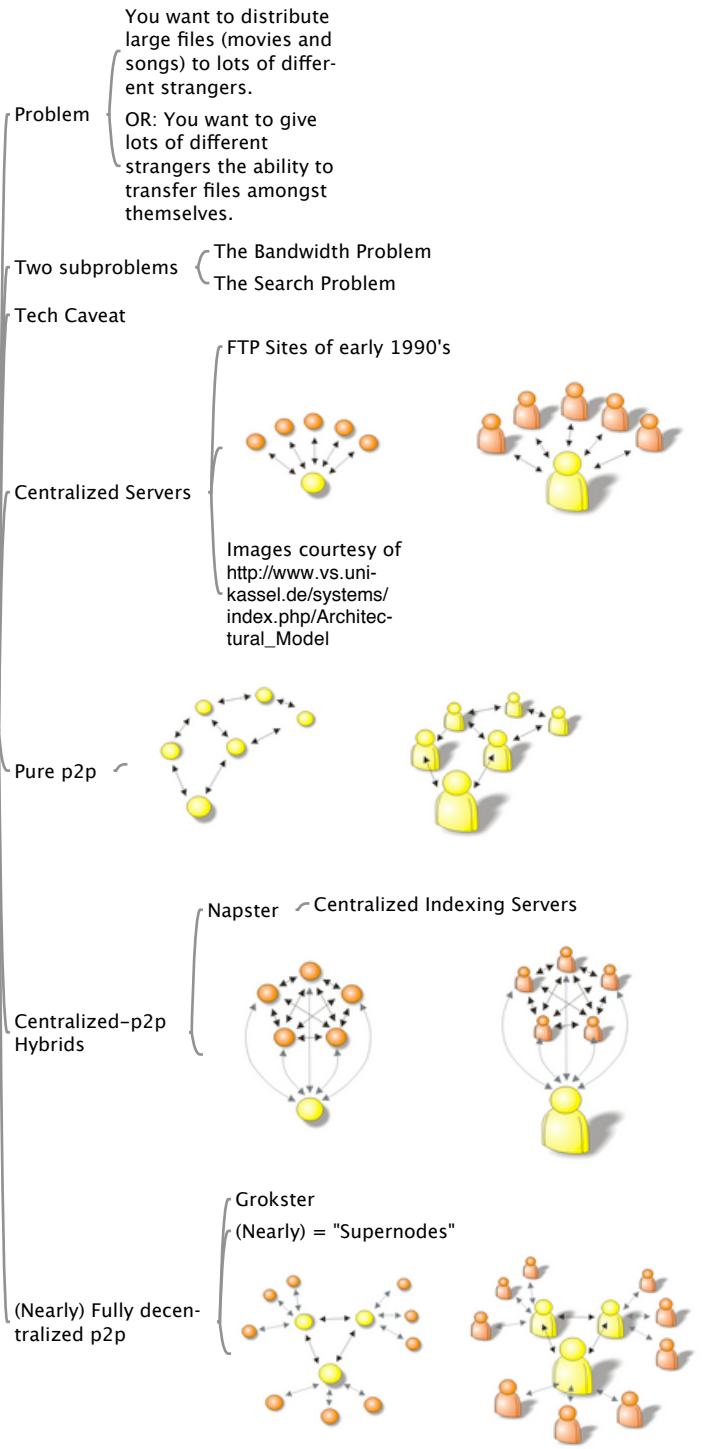 You want to distribute
large files (movies and
songs) to lots of differ-
ent strangers.
Problem
OR: You want to give
lots of different
strangers the ability to
transfer files amongst
themselves.
Two subproblems
The Bandwidth Problem
The Search Problem
Tech Caveat
FTP Sites of early 1990's
Centralized Servers
Images courtesy of
http://www.vs.uni-
kassel.de/systems/
index.php/Architec-
tural_Model
Pure p2p
Napster
Centralized Indexing Servers
Centralized-p2p
Hybrids
Grokster
(Nearly) = "Supernodes"
(Nearly) Fully decen-
tralized p2p